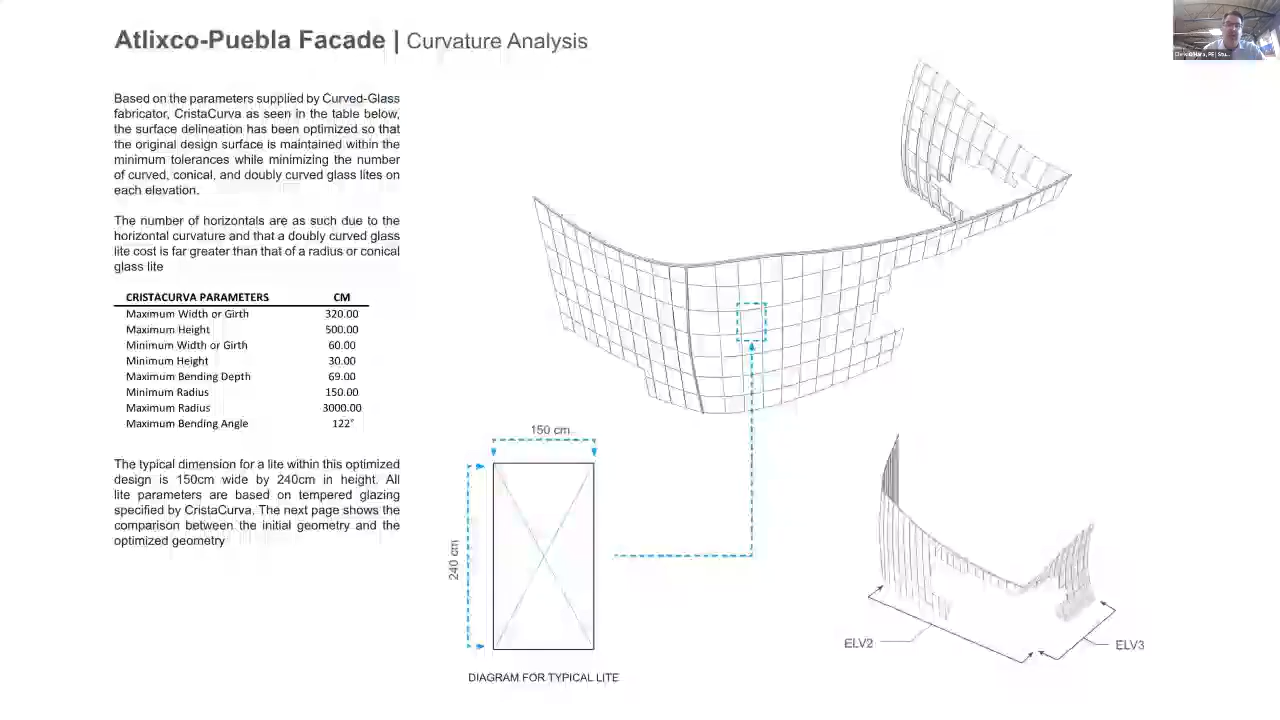 Atlixco-Puebla Facade | Curvature Analysis
Based on the parameters supplied by Curved-Glass
fabricator, CristaCurva as seen in the table below,
the surface delineation has been optimized so that
the original design surface is maintained within the
minimum tolerances while minimizing the number
of curved, conical, and doubly curved glass lites on
each elevation.
The number of horizontals are as such due to the
horizontal curvature and that a doubly curved glass
lite cost is far greater than that of a radius or conical
glass lite
CRISTACURVA PARAMETERS CM
Maximum Width or Girth 320.00
Maximum Height 500.00
Minimum Width or Girth 60.00
Minimum Height 30.00
Maximum Bending Depth 69.00
Minimum Radius 150.00
Maximum Radius 3000.00
Maximum Bending Angle 122°
The typical dimension for a lite within this optimized
design is 150cm wide by 240cm in height. All
lite parameters are based on tempered glazing
specified by CristaCurva. The next page shows the
comparison between the initial geometry and the
optimized geometry
150 cm
240 cm
DIAGRAM FOR TYPICAL LITE
ELV2
ELV3